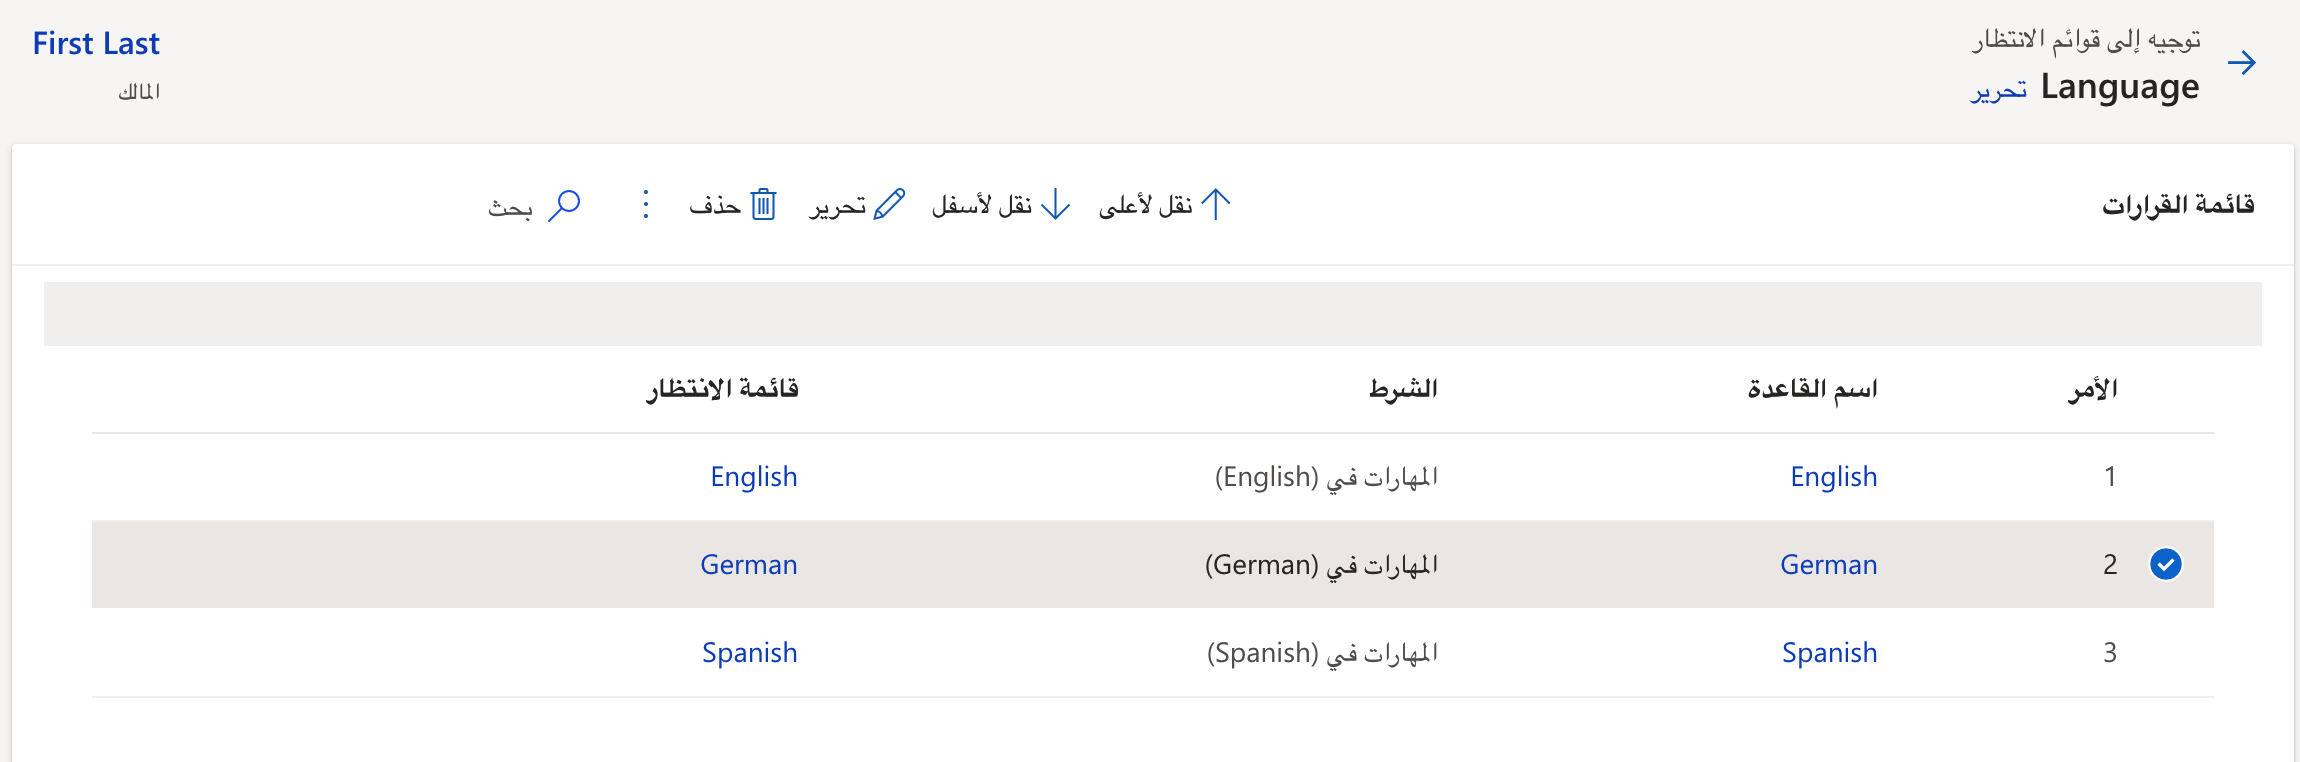 توجيه إلى قوائم الانتظار
Language تحرير
First Last
المالك
قائمة القرارات
نقل لأعلى نقل لأسفل تحرير حذف بحث
الأمر اسم القاعدة الشرط قائمة الانتظار
1 English المهارات في (English) English
2 German المهارات في (German) German
3 Spanish المهارات في (Spanish) Spanish